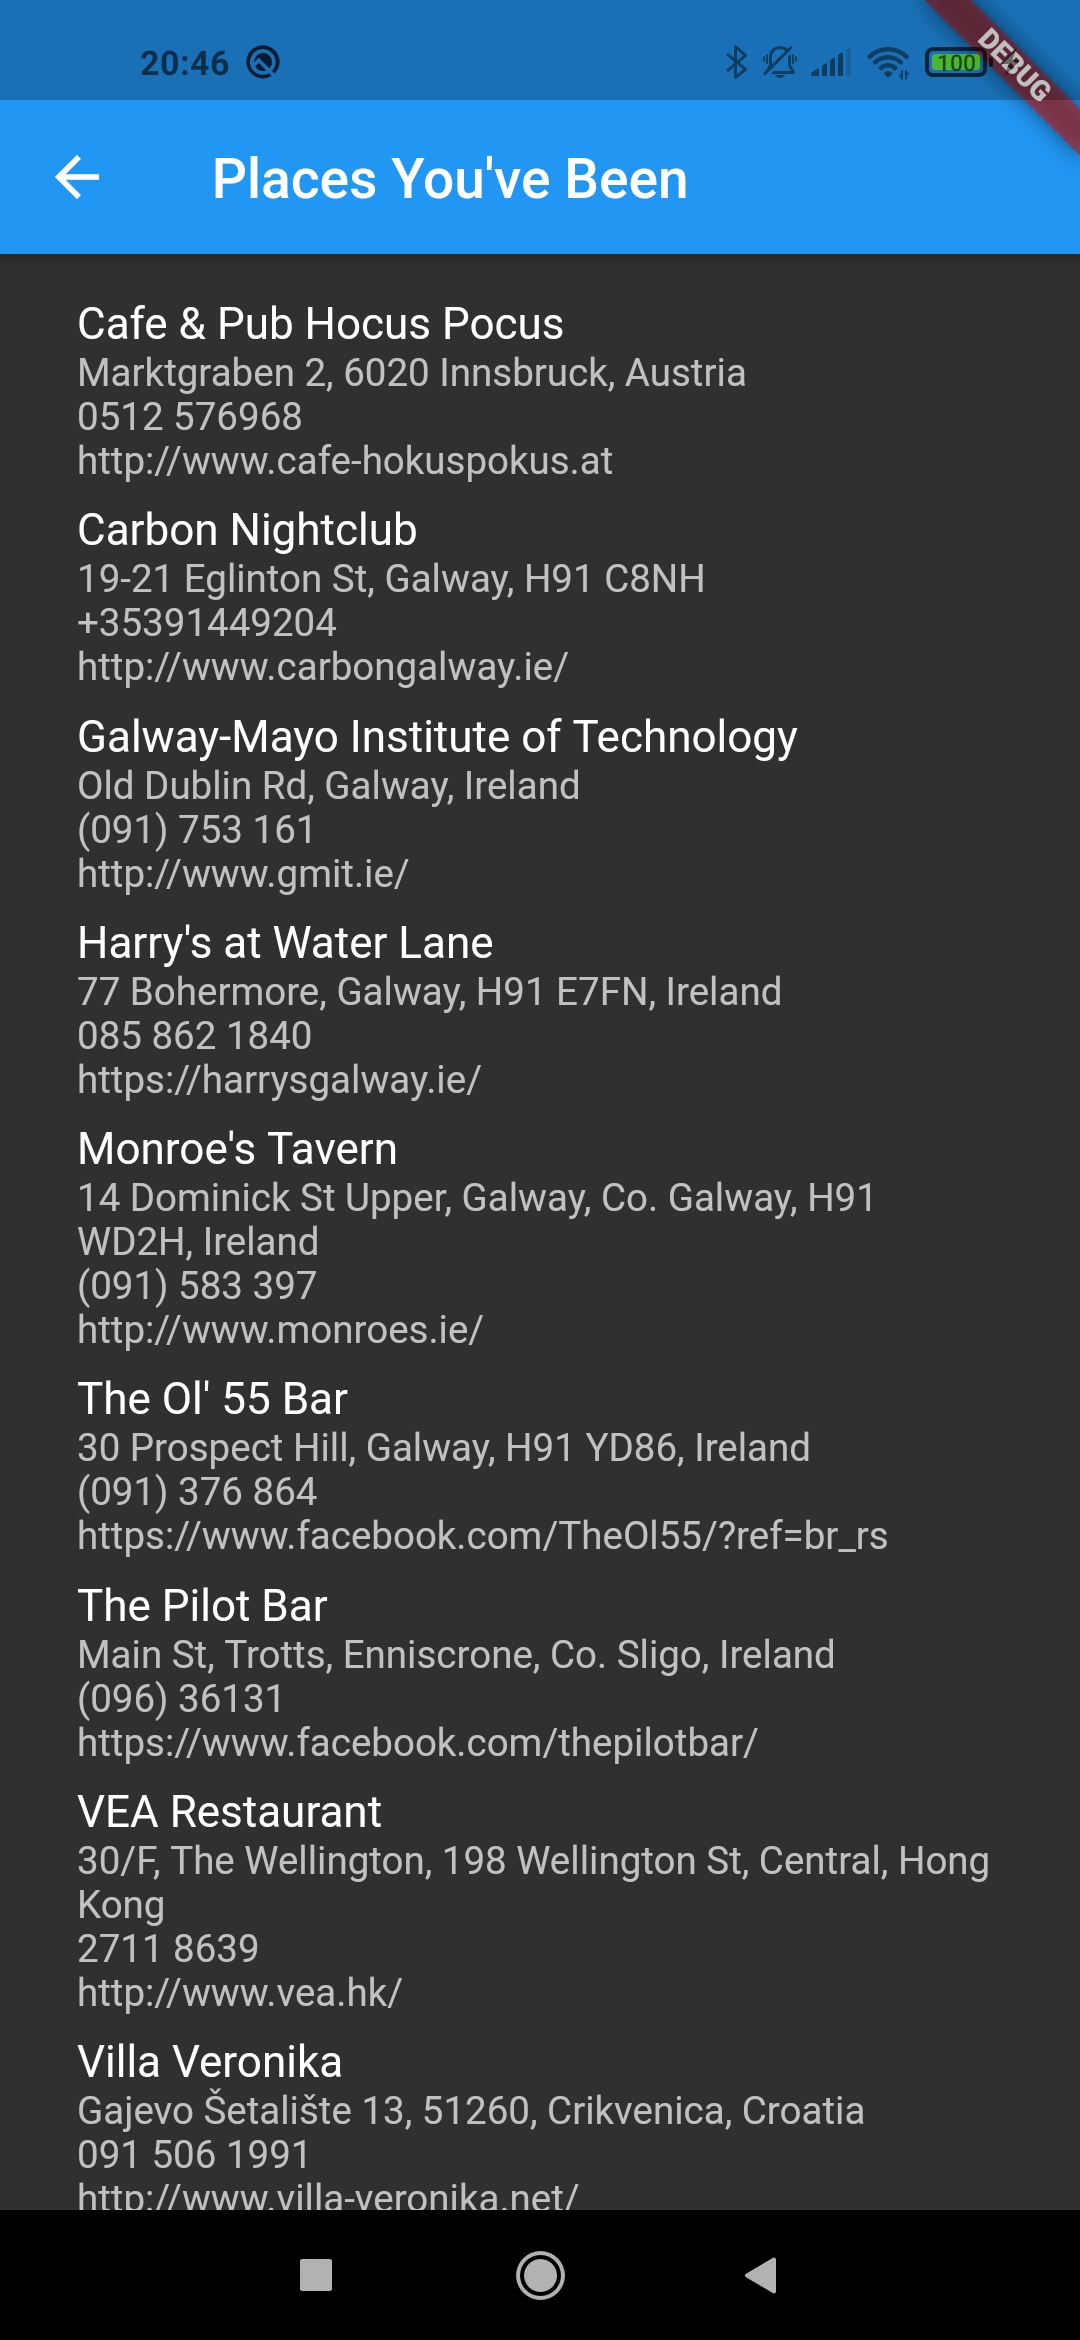 20:46
100
DEBUG
Places You've Been
Cafe & Pub Hocus Pocus
Marktgraben 2, 6020 Innsbruck, Austria
0512 576968
http://www.cafe-hokuspokus.at
Carbon Nightclub
19-21 Eglinton St, Galway, H91 C8NH
+35391449204
http://www.carbongalway.ie/
Galway-Mayo Institute of Technology
Old Dublin Rd, Galway, Ireland
(091) 753 161
http://www.gmit.ie/
Harry's at Water Lane
77 Bohermore, Galway, H91 E7FN, Ireland
085 862 1840
https://harrysgalway.ie/
Monroe's Tavern
14 Dominick St Upper, Galway, Co. Galway, H91
WD2H, Ireland
(091) 583 397
http://www.monroes.ie/
The Ol' 55 Bar
30 Prospect Hill, Galway, H91 YD86, Ireland
(091) 376 864
https://www.facebook.com/TheOl55/?ref=br_rs
The Pilot Bar
Main St, Trotts, Enniscrone, Co. Sligo, Ireland
(096) 36131
https://www.facebook.com/thepilotbar/
VEA Restaurant
30/F, The Wellington, 198 Wellington St, Central, Hong
Kong
2711 8639
http://www.vea.hk/
Villa Veronika
Gajevo Šetalište 13, 51260, Crikvenica, Croatia
091 506 1991
http://www.villa-veronika.net/